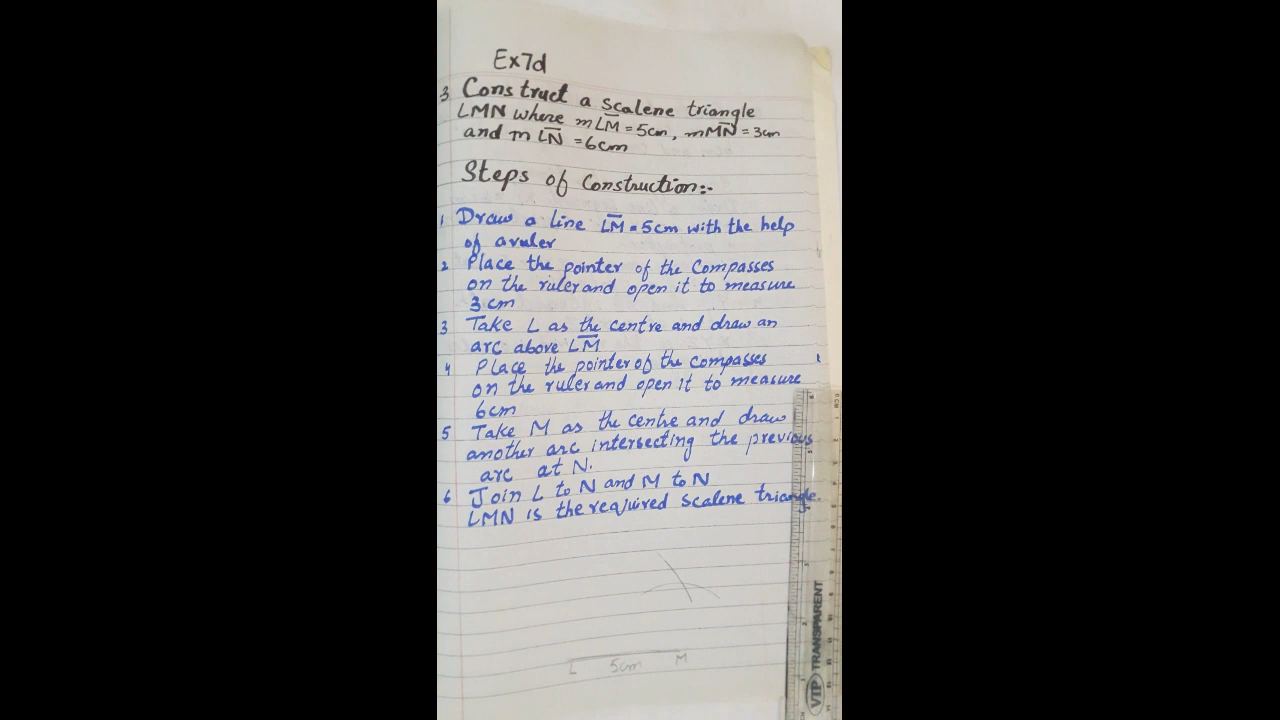 Ex7d
3 Construct a scalene triangle
LMN where mLM = 5cm, mMN = 3cm
and m LN = 6cm
Steps of Construction:-
1 Draw a line LM = 5cm with the help
of a ruler
2 Place the pointer of the Compasses
on the ruler and open it to measure
3 cm
3 Take L as the centre and draw an
arc above LM
4 Place the pointer of the compasses
on the ruler and open it to measure
6cm
5 Take M as the centre and draw
another arc intersecting the previous
arc at N.
6 Join L to N and M to N
LMN is the required scalene triangle.
L 5cm M
VIP TRANSPARENT